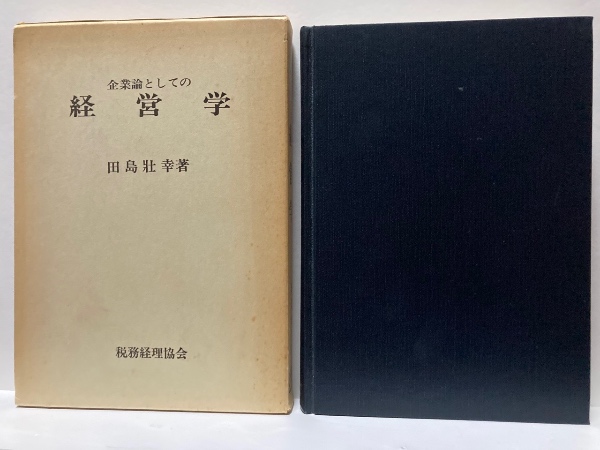 企業論としての
経営学
田島壯幸著
税務経理協会